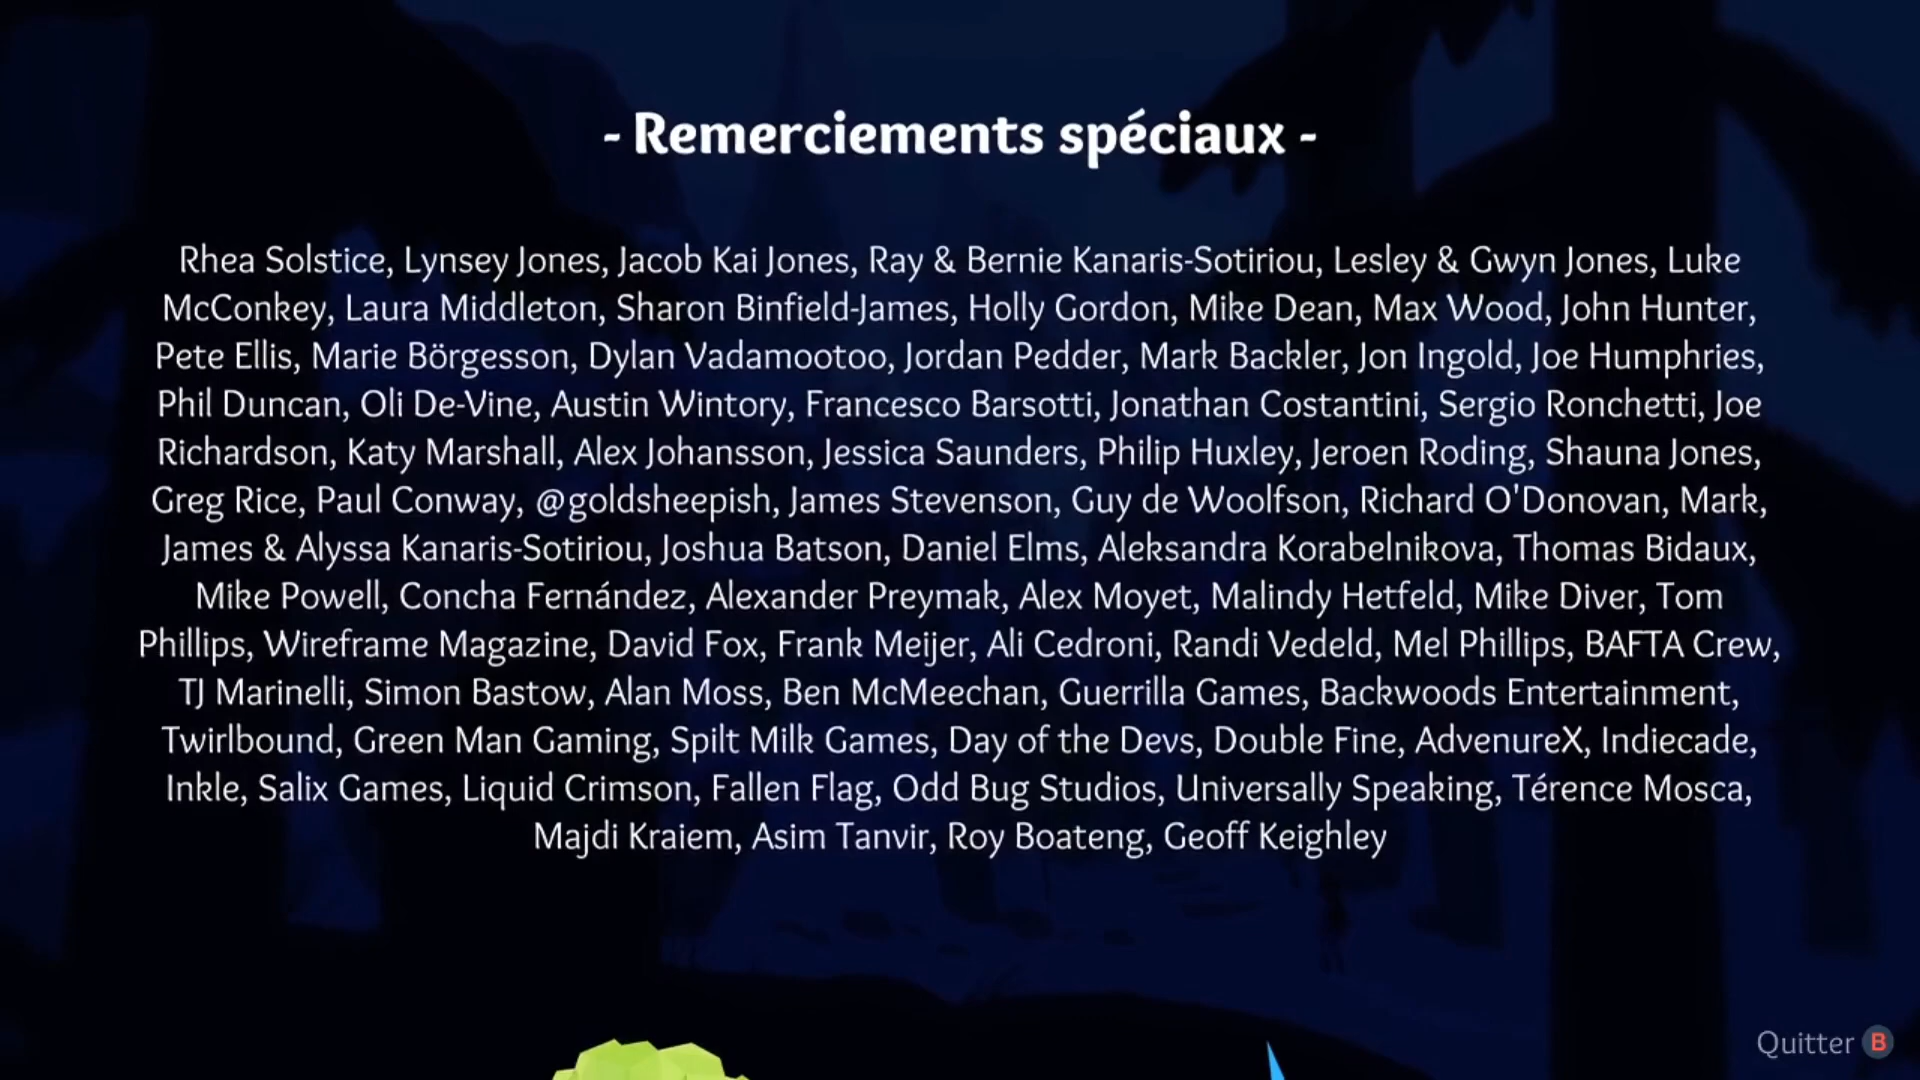 - Remerciements spéciaux -
Rhea Solstice, Lynsey Jones, Jacob Kai Jones, Ray & Bernie Kanaris-Sotiriou, Lesley & Gwyn Jones, Luke
McConkey, Laura Middleton, Sharon Binfield-James, Holly Gordon, Mike Dean, Max Wood, John Hunter,
Pete Ellis, Marie Börgesson, Dylan Vadamootoo, Jordan Pedder, Mark Backler, Jon Ingold, Joe Humphries,
Phil Duncan, Oli De-Vine, Austin Wintory, Francesco Barsotti, Jonathan Costantini, Sergio Ronchetti, Joe
Richardson, Katy Marshall, Alex Johansson, Jessica Saunders, Philip Huxley, Jeroen Roding, Shauna Jones,
Greg Rice, Paul Conway, @goldsheepish, James Stevenson, Guy de Woolfson, Richard O'Donovan, Mark,
James & Alyssa Kanaris-Sotiriou, Joshua Batson, Daniel Elms, Aleksandra Korabelnikova, Thomas Bidaux,
Mike Powell, Concha Fernández, Alexander Preymak, Alex Moyet, Malindy Hetfeld, Mike Diver, Tom
Phillips, Wireframe Magazine, David Fox, Frank Meijer, Ali Cedroni, Randi Vedeld, Mel Phillips, BAFTA Crew,
TJ Marinelli, Simon Bastow, Alan Moss, Ben McMeechan, Guerrilla Games, Backwoods Entertainment,
Twirlbound, Green Man Gaming, Spilt Milk Games, Day of the Devs, Double Fine, AdvenureX, Indiecade,
Inkle, Salix Games, Liquid Crimson, Fallen Flag, Odd Bug Studios, Universally Speaking, Térence Mosca,
Majdi Kraiem, Asim Tanvir, Roy Boateng, Geoff Keighley
Quitter B